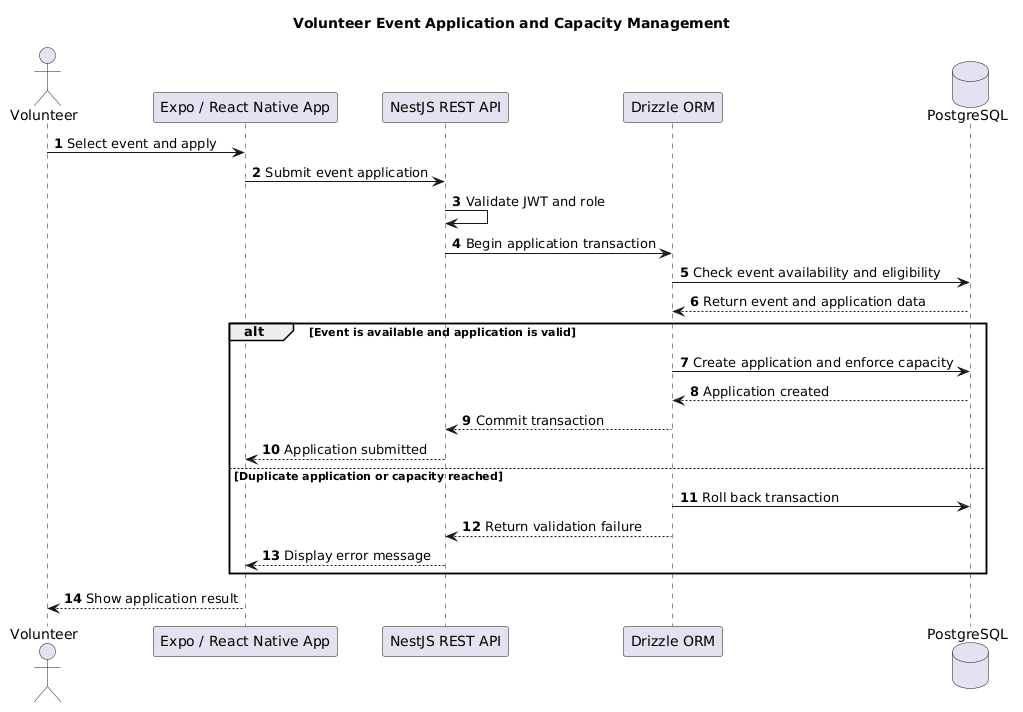 Volunteer Event Application and Capacity Management
Volunteer
Expo / React Native App
NestJS REST API
Drizzle ORM
PostgreSQL
1 Select event and apply
2 Submit event application
3 Validate JWT and role
4 Begin application transaction
5 Check event availability and eligibility
6 Return event and application data
alt [Event is available and application is valid]
7 Create application and enforce capacity
8 Application created
9 Commit transaction
10 Application submitted
[Duplicate application or capacity reached]
11 Roll back transaction
12 Return validation failure
13 Display error message
14 Show application result
Volunteer
Expo / React Native App
NestJS REST API
Drizzle ORM
PostgreSQL